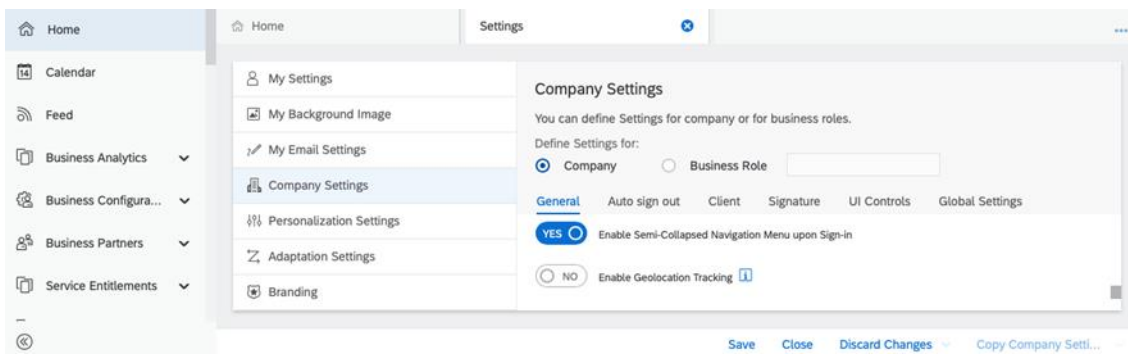 Home
Calendar
Feed
Business Analytics
Business Configura...
Business Partners
Service Entitlements
Home
Settings
My Settings
My Background Image
My Email Settings
Company Settings
Personalization Settings
Adaptation Settings
Branding
Company Settings
You can define Settings for company or for business roles.
Define Settings for:
Company Business Role
General Auto sign out Client Signature UI Controls Global Settings
YES Enable Semi-Collapsed Navigation Menu upon Sign-in
NO Enable Geolocation Tracking
Save Close Discard Changes Copy Company Setti...